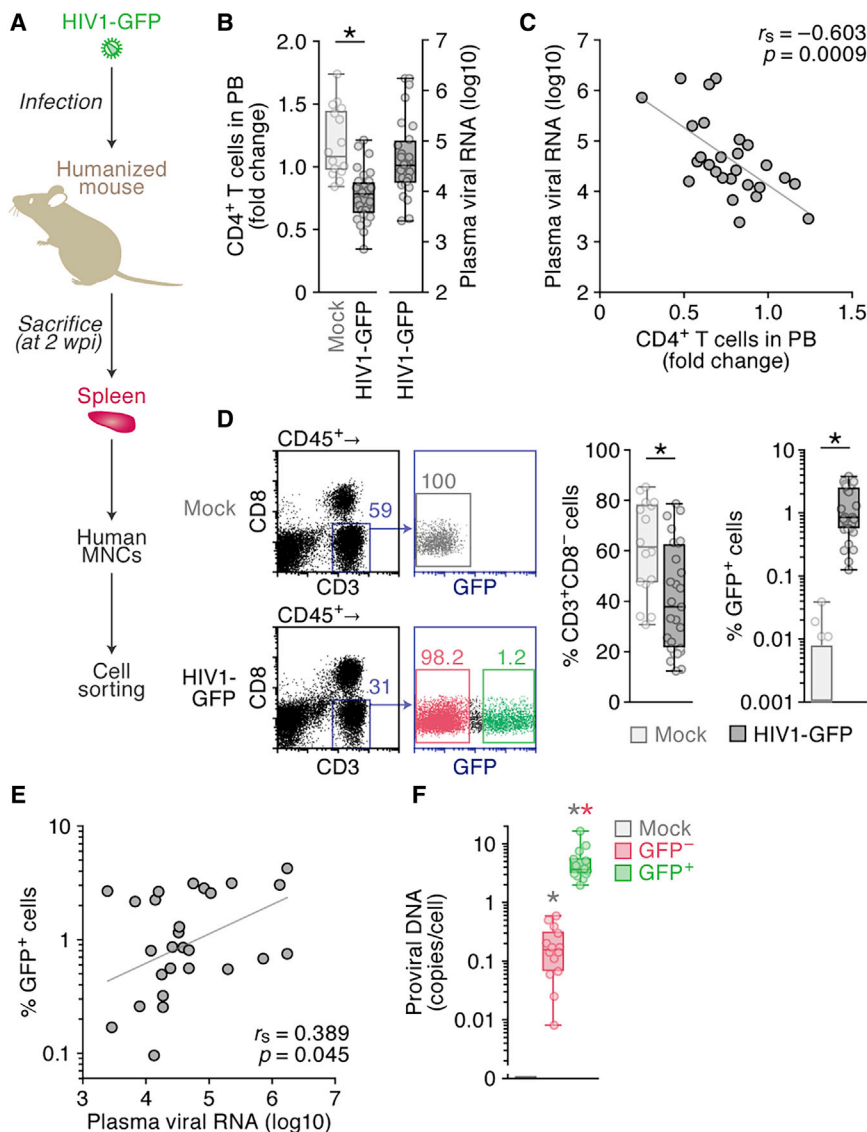 A
HIV1-GFP
Infection
Humanized
mouse
Sacrifice
(at 2 wpi)
Spleen
Human
MNCs
Cell
sorting
B
CD4+ T cells in PB
(fold change)
2.0
1.5
1.0
0.5
0
*
Mock
HIV1-GFP
HIV1-GFP
7
6
5
4
3
2
Plasma viral RNA (log10)
C
rs = −0.603
p = 0.0009
Plasma viral RNA (log10)
7
6
5
4
3
2
0
0.5
1.0
1.5
CD4+ T cells in PB
(fold change)
D
CD45+→
Mock
CD8
59
CD3
100
GFP
CD45+→
HIV1-
GFP
CD8
31
CD3
98.2
1.2
GFP
% CD3+CD8− cells
100
80
60
40
20
0
*
% GFP+ cells
10
1
0.1
0.01
0.001
*
Mock
HIV1-GFP
E
% GFP+ cells
10
1
0.1
rs = 0.389
p = 0.045
3
4
5
6
7
Plasma viral RNA (log10)
F
Proviral DNA
(copies/cell)
10
1
0.1
0.01
0
*
**
Mock
GFP−
GFP+